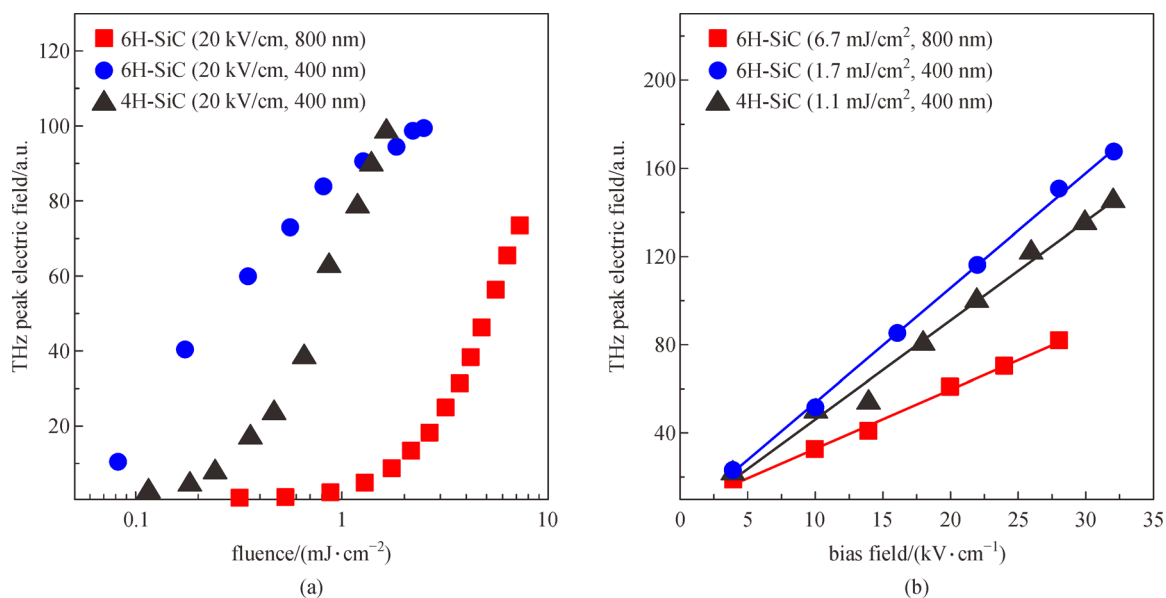 THz peak electric field/a.u.
120
100
80
60
40
20
6H-SiC (20 kV/cm, 800 nm)
6H-SiC (20 kV/cm, 400 nm)
4H-SiC (20 kV/cm, 400 nm)
0.1 1 10
fluence/(mJ·cm⁻²)
(a)
THz peak electric field/a.u.
220
160
120
80
40
6H-SiC (6.7 mJ/cm², 800 nm)
6H-SiC (1.7 mJ/cm², 400 nm)
4H-SiC (1.1 mJ/cm², 400 nm)
0 5 10 15 20 25 30 35
bias field/(kV·cm⁻¹)
(b)